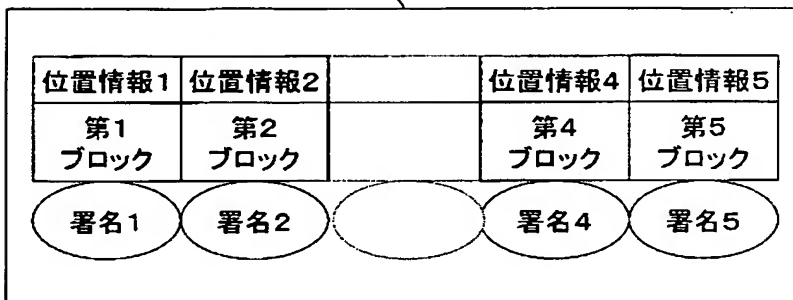 位置情報1 位置情報2 位置情報4 位置情報5
第1 第2 第4 第5
ブロック ブロック ブロック ブロック
署名1 署名2 署名4 署名5